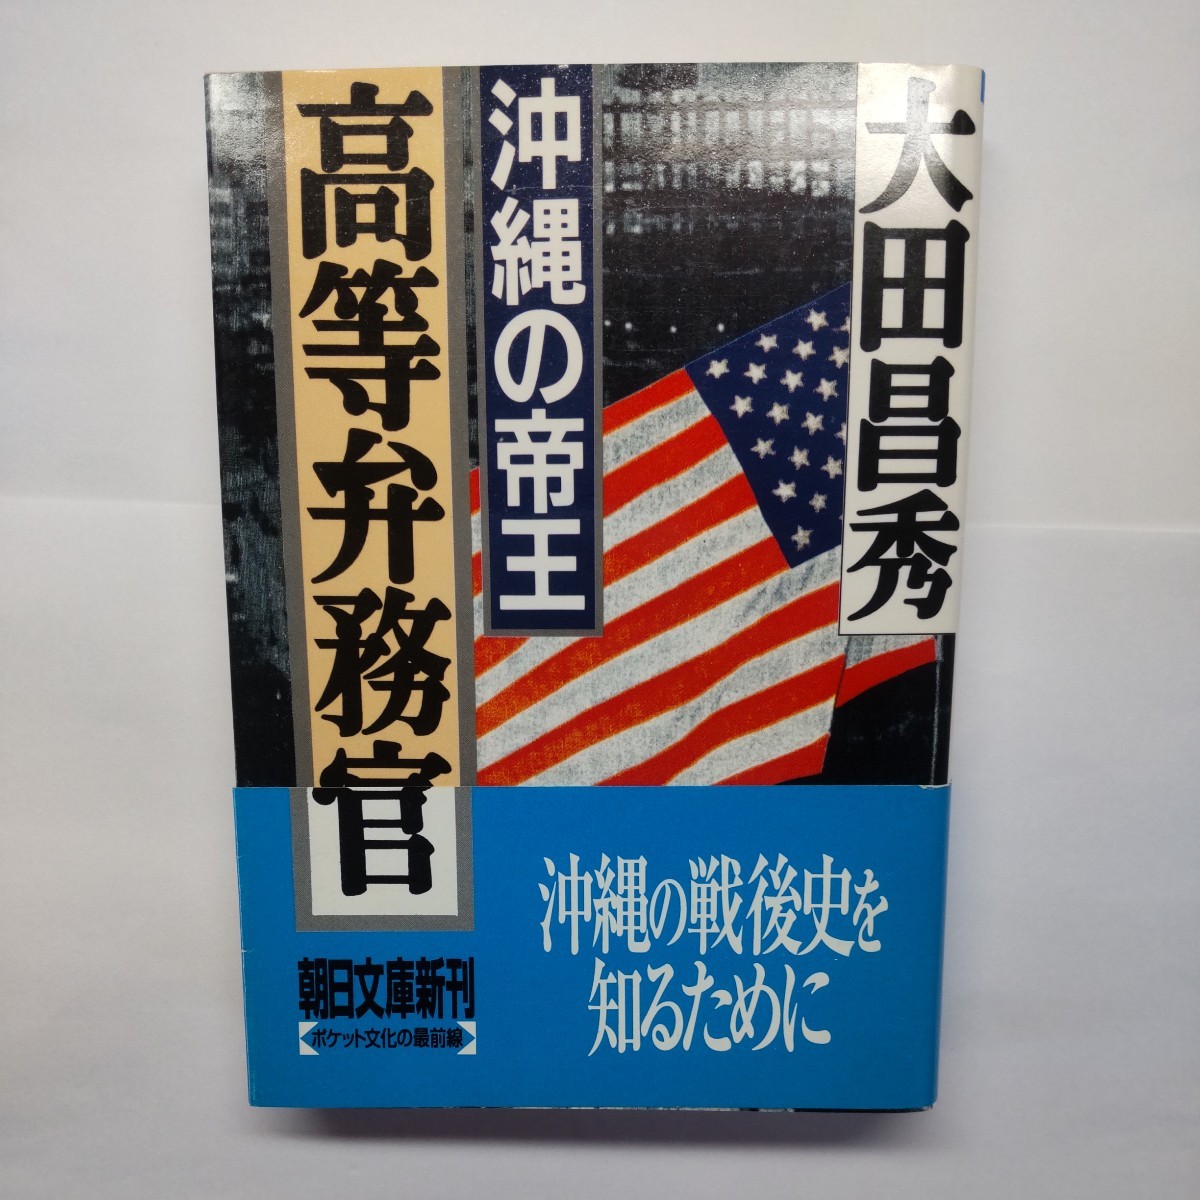 大田昌秀
沖縄の帝王
高等弁務官
沖縄の戦後史を
知るために
朝日文庫新刊
ポケット文化の最前線